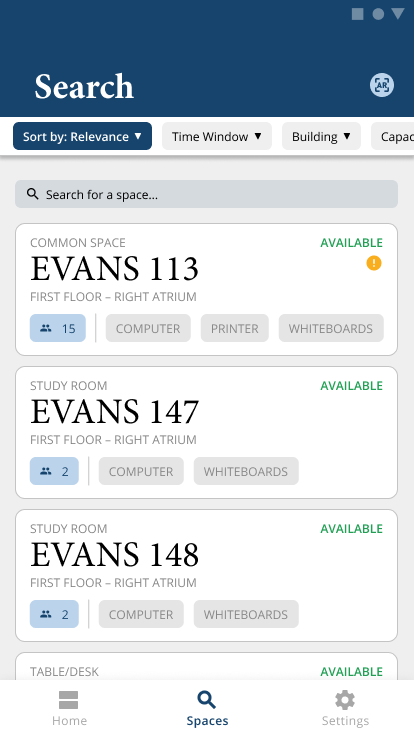 Search
AR
Sort by: Relevance ▼ Time Window ▼ Building ▼ Capac
Search for a space...
COMMON SPACE AVAILABLE
EVANS 113
FIRST FLOOR – RIGHT ATRIUM
15 COMPUTER PRINTER WHITEBOARDS
STUDY ROOM AVAILABLE
EVANS 147
FIRST FLOOR – RIGHT ATRIUM
2 COMPUTER WHITEBOARDS
STUDY ROOM AVAILABLE
EVANS 148
FIRST FLOOR – RIGHT ATRIUM
2 COMPUTER WHITEBOARDS
TABLE/DESK AVAILABLE
Home Spaces Settings